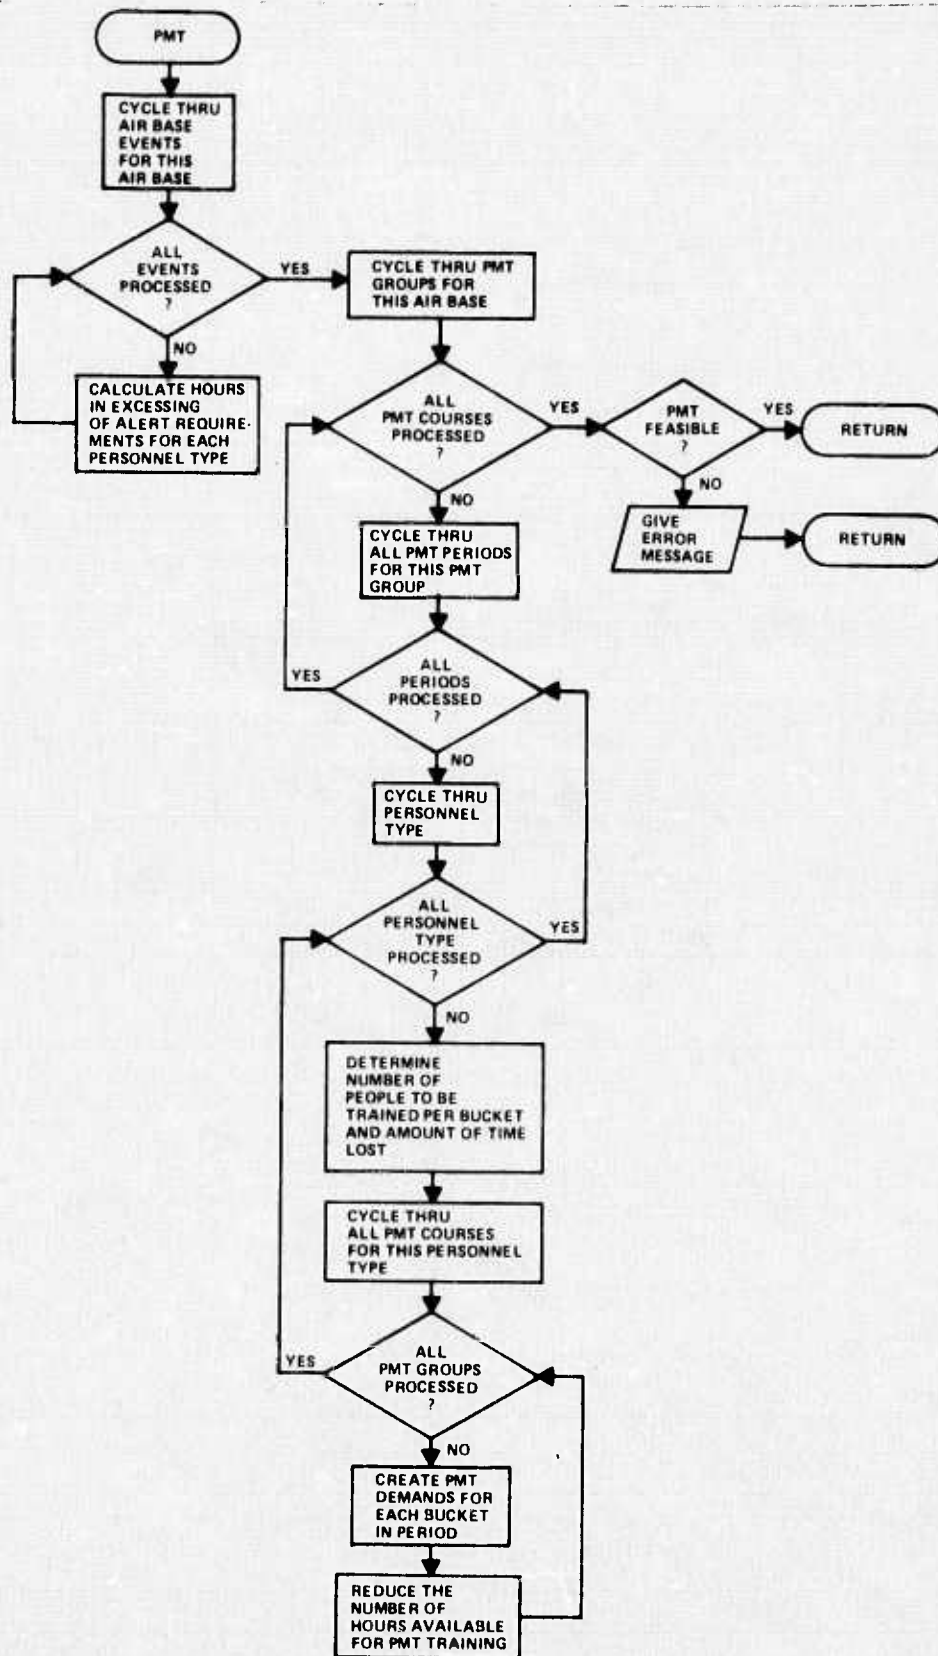 PMT
CYCLE THRU
AIR BASE
EVENTS
FOR THIS
AIR BASE
ALL
EVENTS
PROCESSED
?
YES
NO
CALCULATE HOURS
IN EXCESSING
OF ALERT REQUIRE-
MENTS FOR EACH
PERSONNEL TYPE
CYCLE THRU PMT
GROUPS FOR
THIS AIR BASE
ALL
PMT COURSES
PROCESSED
?
YES
NO
PMT
FEASIBLE
?
YES
NO
RETURN
GIVE
ERROR
MESSAGE
RETURN
CYCLE THRU
ALL PMT PERIODS
FOR THIS PMT
GROUP
ALL
PERIODS
PROCESSED
?
YES
NO
CYCLE THRU
PERSONNEL
TYPE
ALL
PERSONNEL
TYPE
PROCESSED
?
YES
NO
DETERMINE
NUMBER OF
PEOPLE TO BE
TRAINED PER BUCKET
AND AMOUNT OF TIME
LOST
CYCLE THRU
ALL PMT COURSES
FOR THIS PERSONNEL
TYPE
ALL
PMT GROUPS
PROCESSED
?
YES
NO
CREATE PMT
DEMANDS FOR
EACH BUCKET
IN PERIOD
REDUCE THE
NUMBER OF
HOURS AVAILABLE
FOR PMT TRAINING